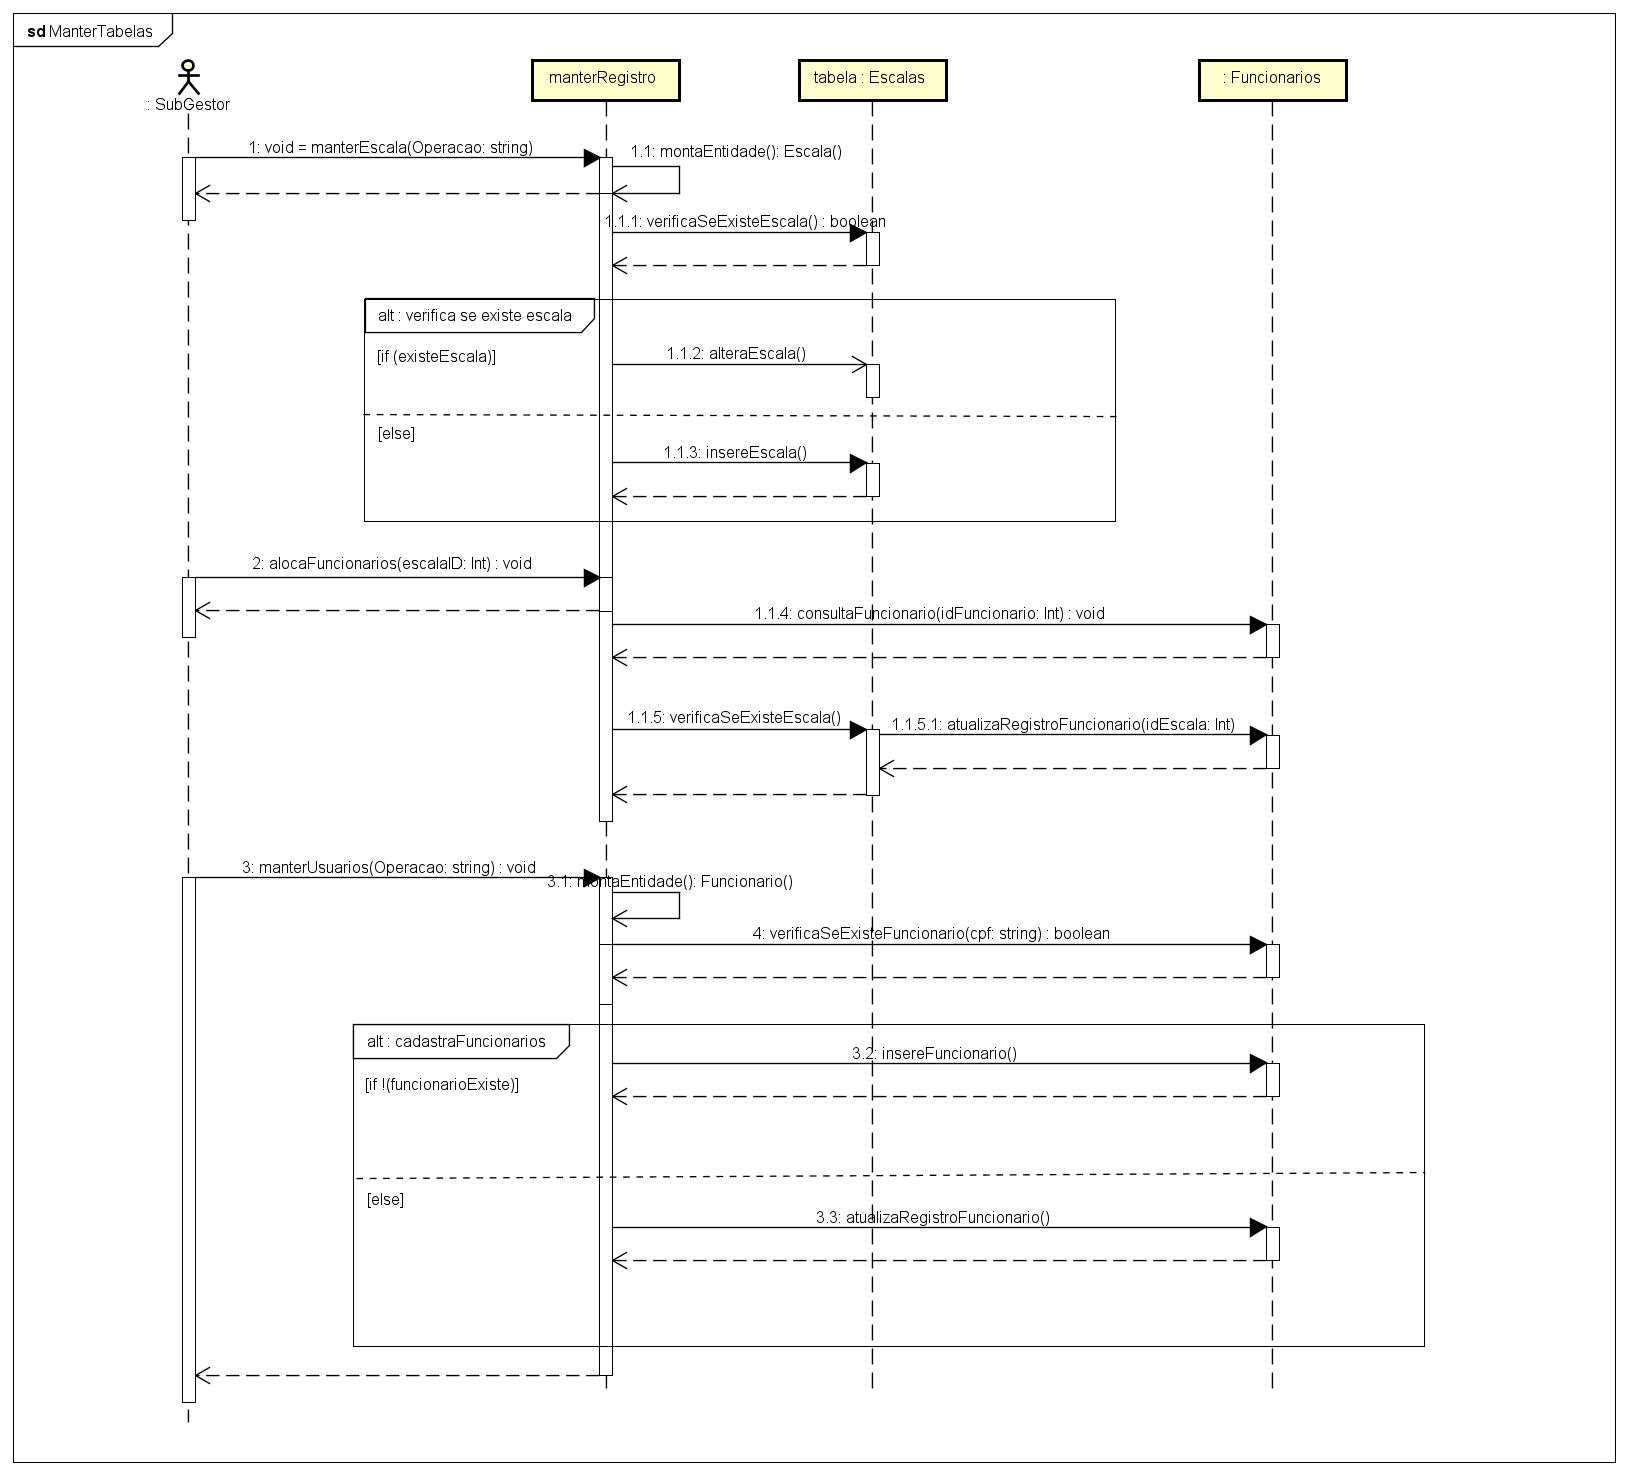 sd ManterTabelas
: SubGestor
manterRegistro
tabela : Escalas
: Funcionarios
1: void = manterEscala(Operacao: string)
1.1: montaEntidade(): Escala()
1.1.1: verificaSeExisteEscala() : boolean
alt : verifica se existe escala
[if (existeEscala)]
1.1.2: alteraEscala()
[else]
1.1.3: insereEscala()
2: alocaFuncionarios(escalaID: Int) : void
1.1.4: consultaFuncionario(idFuncionario: Int) : void
1.1.5: verificaSeExisteEscala()
1.1.5.1: atualizaRegistroFuncionario(idEscala: Int)
3: manterUsuarios(Operacao: string) : void
3.1: montaEntidade(): Funcionario()
4: verificaSeExisteFuncionario(cpf: string) : boolean
alt : cadastraFuncionarios
3.2: insereFuncionario()
[if !(funcionarioExiste)]
[else]
3.3: atualizaRegistroFuncionario()